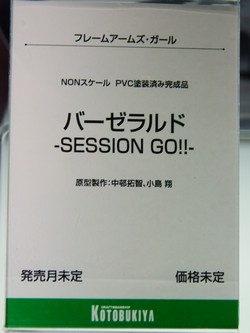 フレームアームズ・ガール
NONスケール PVC塗装済み完成品
バーゼラルド
-SESSION GO!!-
原型製作：中邨拓智、小島 翔
発売月未定 価格未定
KOTOBUKIYA